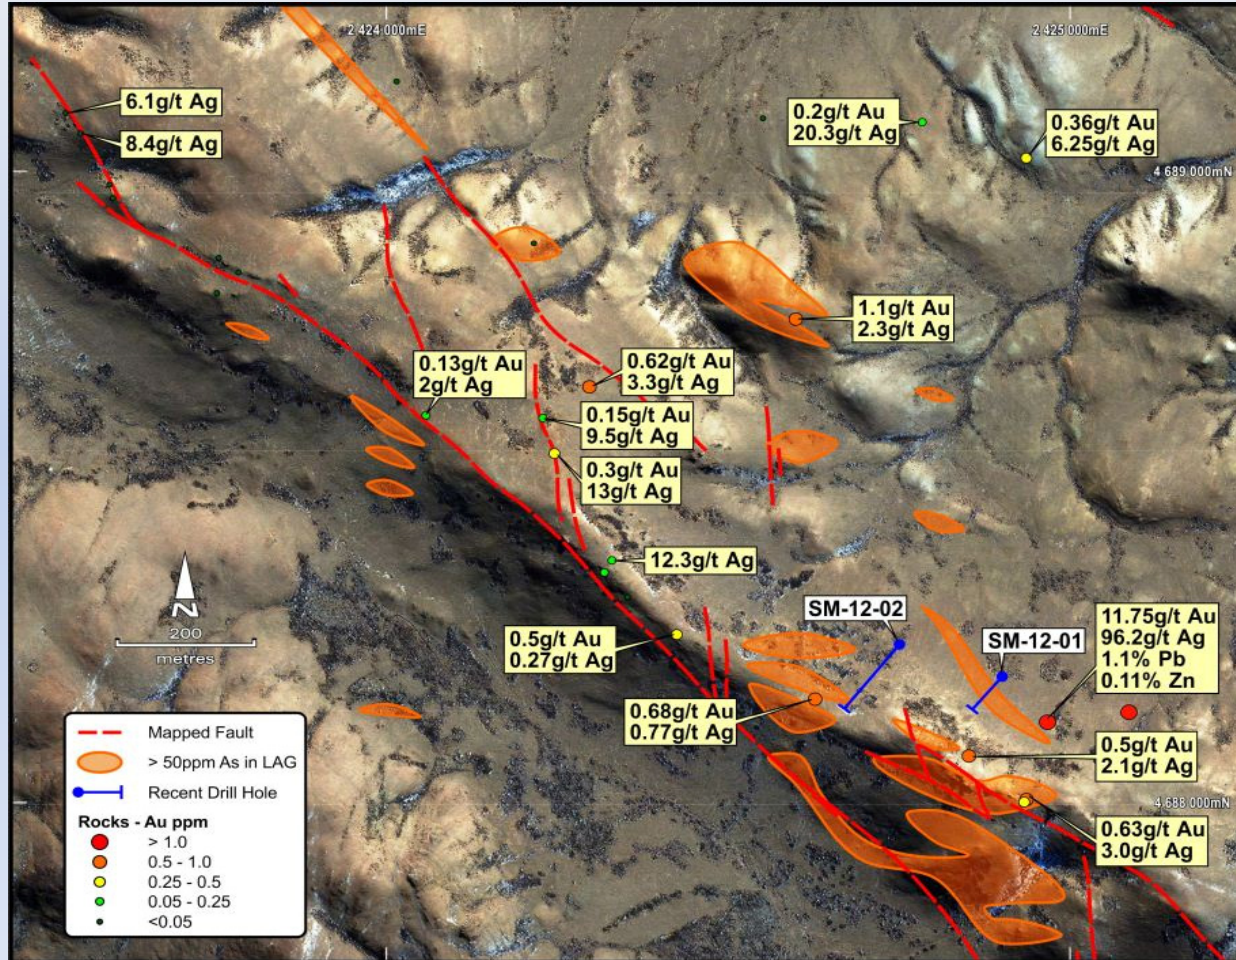 2 424 000mE
2 425 000mE
6.1g/t Ag
8.4g/t Ag
0.2g/t Au
20.3g/t Ag
0.36g/t Au
6.25g/t Ag
4 689 000mN
1.1g/t Au
2.3g/t Ag
0.13g/t Au
2g/t Ag
0.62g/t Au
3.3g/t Ag
0.15g/t Au
9.5g/t Ag
0.3g/t Au
13g/t Ag
12.3g/t Ag
N
200
metres
SM-12-02
SM-12-01
11.75g/t Au
96.2g/t Ag
1.1% Pb
0.11% Zn
0.5g/t Au
0.27g/t Ag
0.68g/t Au
0.77g/t Ag
0.5g/t Au
2.1g/t Ag
4 688 000mN
0.63g/t Au
3.0g/t Ag
Mapped Fault
> 50ppm As in LAG
Recent Drill Hole
Rocks - Au ppm
> 1.0
0.5 - 1.0
0.25 - 0.5
0.05 - 0.25
<0.05